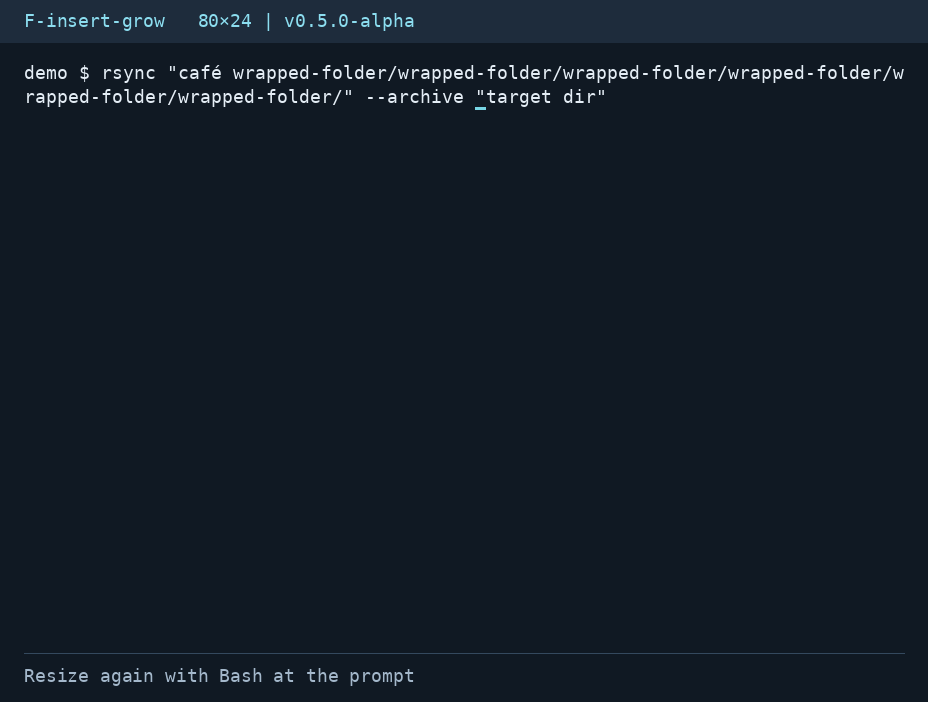 F-insert-grow   80×24 | v0.5.0-alpha
demo $ rsync "café wrapped-folder/wrapped-folder/wrapped-folder/wrapped-folder/w
rapped-folder/wrapped-folder/" --archive "target dir"
Resize again with Bash at the prompt